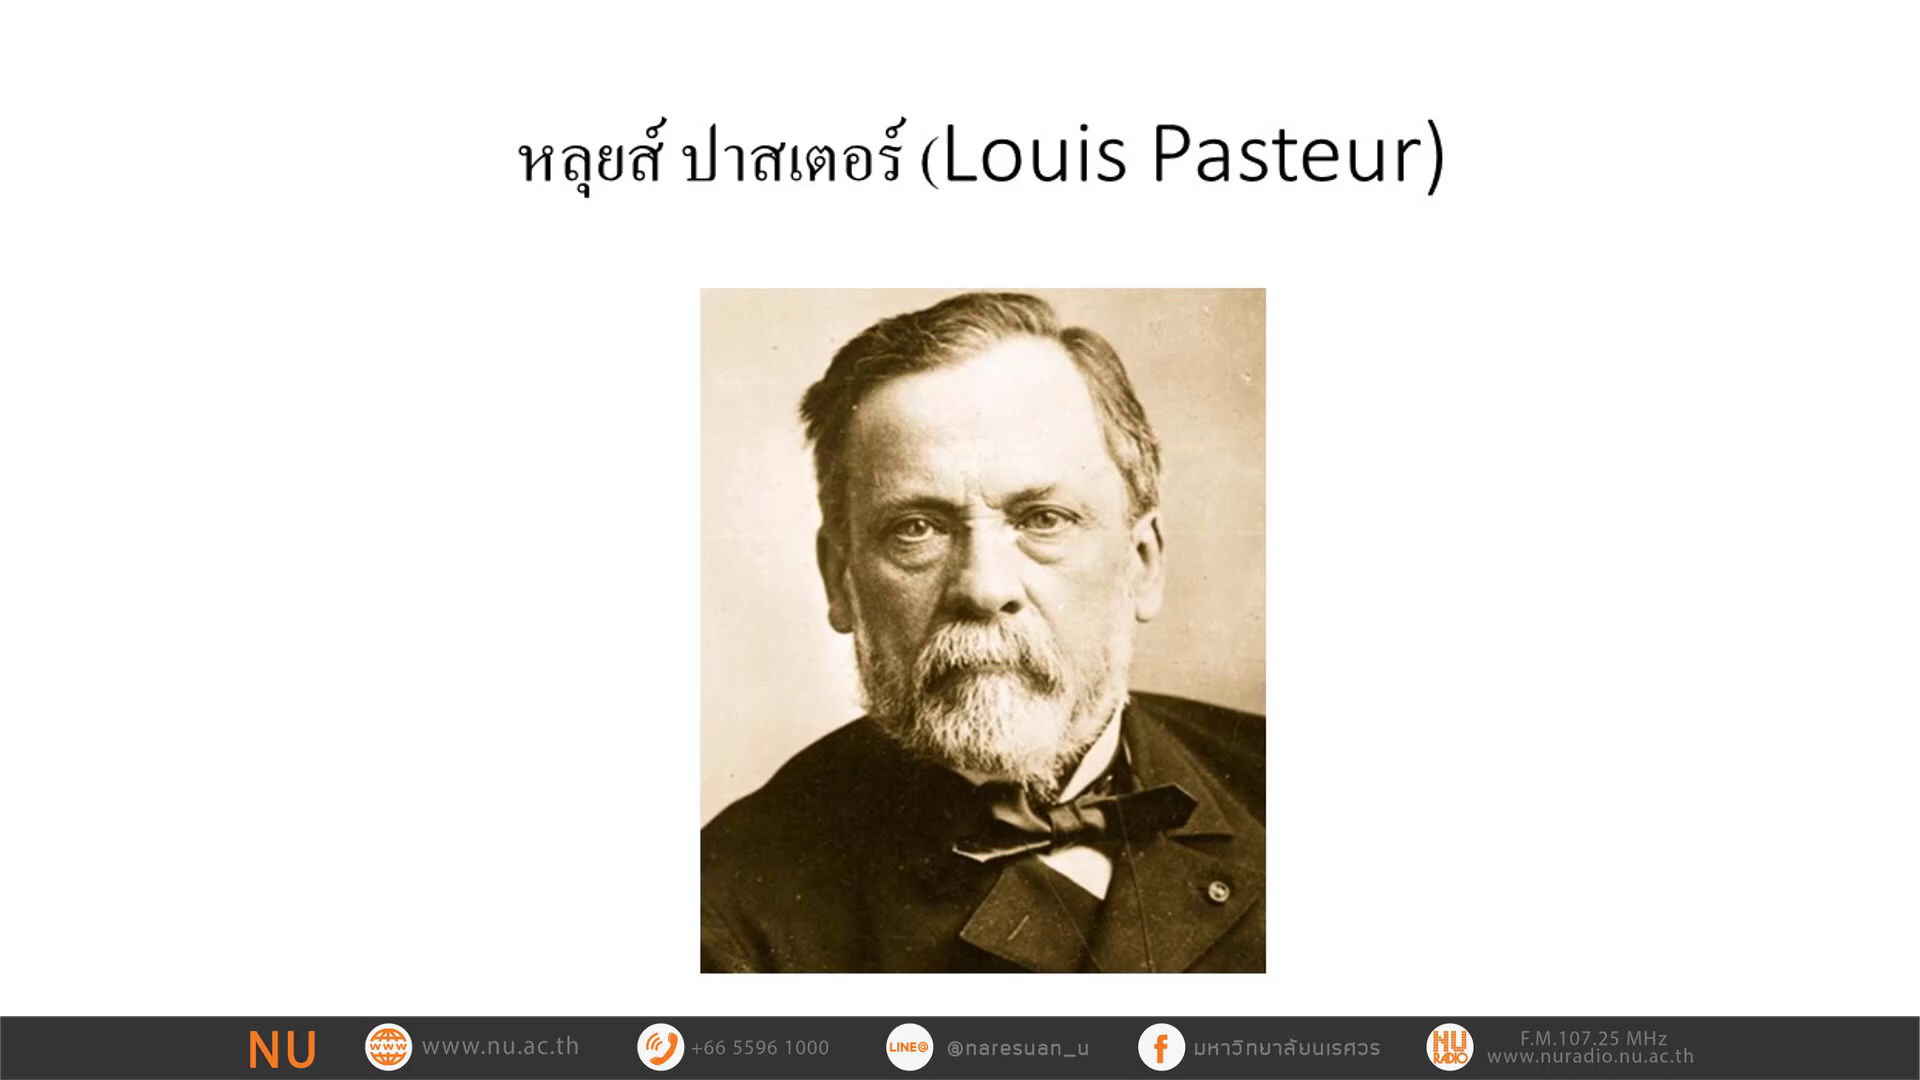 หลุยส์ ปาสเตอร์ (Louis Pasteur)
NU
www
www.nu.ac.th
+66 5596 1000
LINE@
@naresuan_u
f
มหาวิทยาลัยนเรศวร
NU RADIO
F.M.107.25 MHz
www.nuradio.nu.ac.th